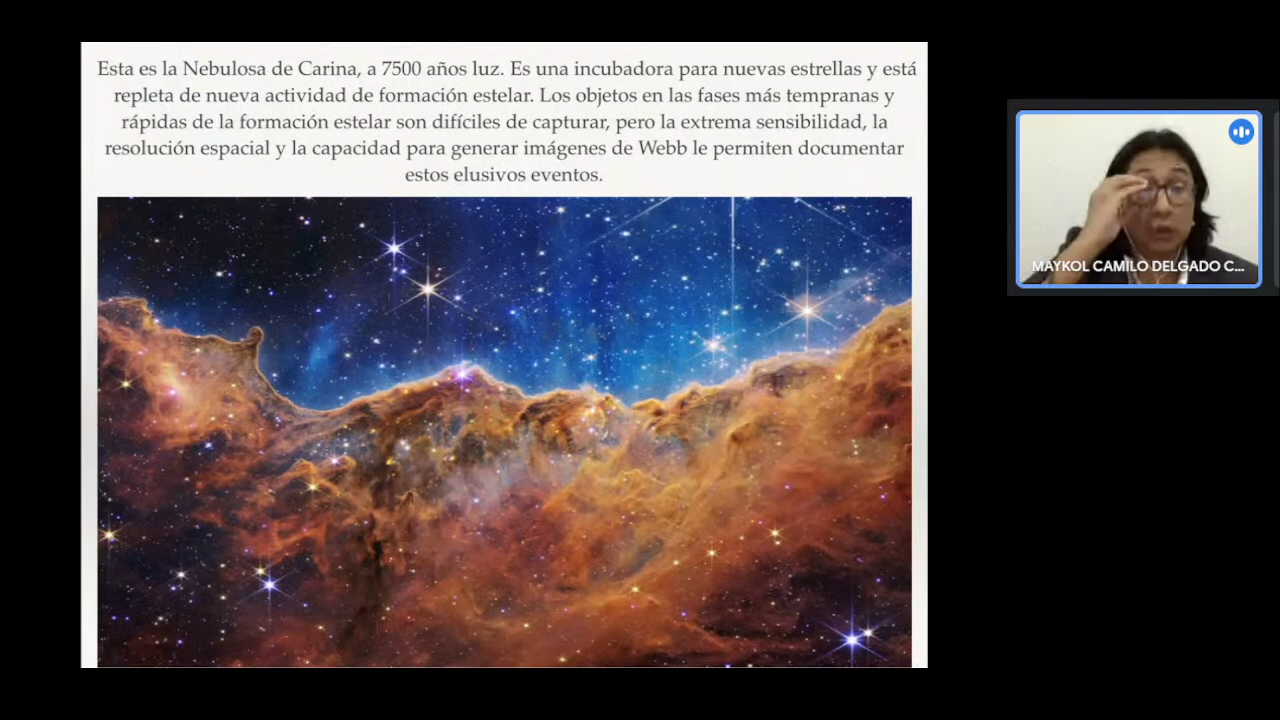 Esta es la Nebulosa de Carina, a 7500 años luz. Es una incubadora para nuevas estrellas y está
repleta de nueva actividad de formación estelar. Los objetos en las fases más tempranas y
rápidas de la formación estelar son difíciles de capturar, pero la extrema sensibilidad, la
resolución espacial y la capacidad para generar imágenes de Webb le permiten documentar
estos elusivos eventos.
MAYKOL CAMILO DELGADO C...